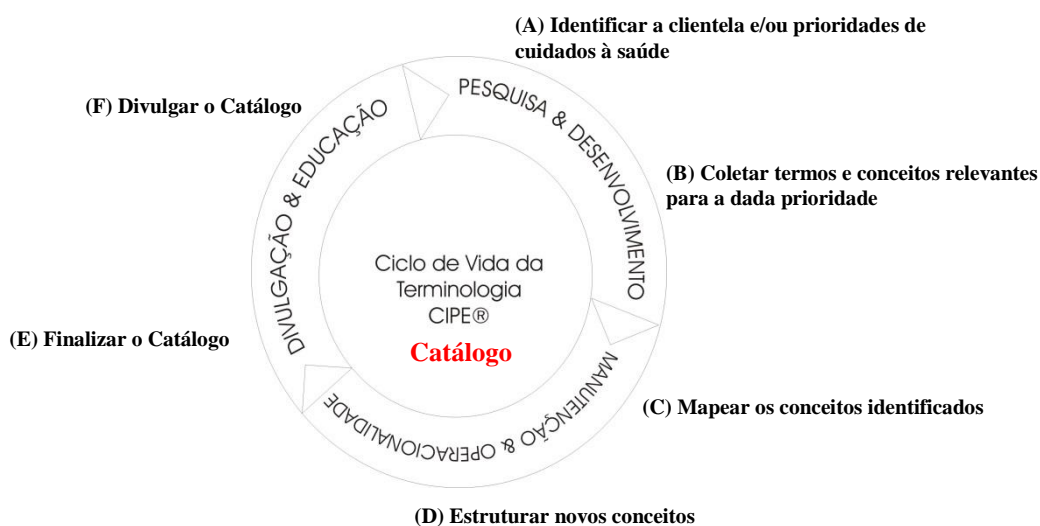 (A) Identificar a clientela e/ou prioridades de
cuidados à saúde
(F) Divulgar o Catálogo
PESQUISA & DESENVOLVIMENTO
(B) Coletar termos e conceitos relevantes
para a dada prioridade
DIVULGAÇÃO & EDUCAÇÃO
Ciclo de Vida da
Terminologia
CIPE®
Catálogo
(E) Finalizar o Catálogo
MANUTENÇÃO & OPERACIONALIDADE
(C) Mapear os conceitos identificados
(D) Estruturar novos conceitos